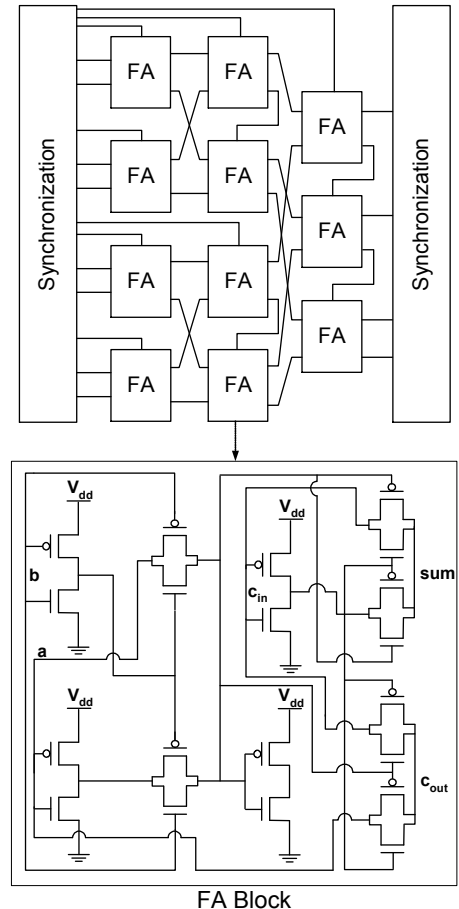 Synchronization
FA
FA
FA
FA
FA
FA
FA
FA
FA
FA
FA
Synchronization
Vdd
b
a
Vdd
Vdd
cin
Vdd
sum
cout
FA Block